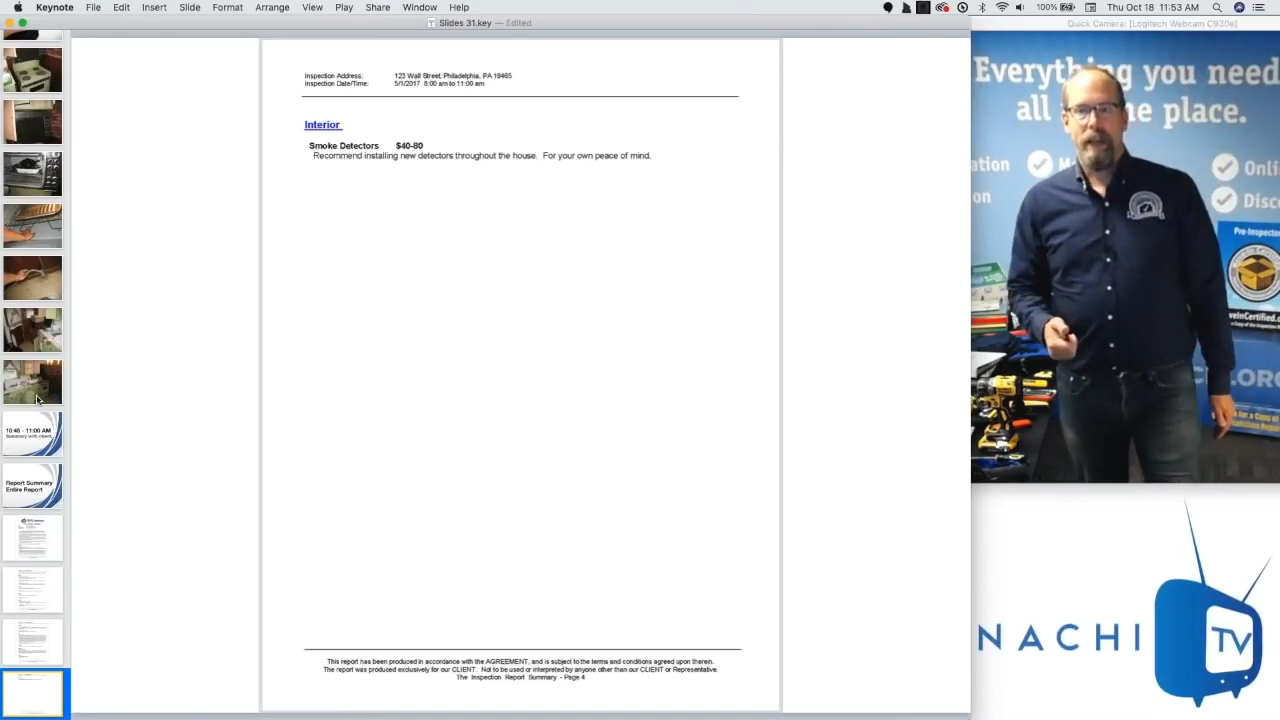 Keynote File Edit Insert Slide Format Arrange View Play Share Window Help
100% Thu Oct 18 11:53 AM
Slides 31.key — Edited
Quick Camera: [Logitech Webcam C930e]
Inspection Address: 123 Wall Street, Philadelphia, PA 19465
Inspection Date/Time: 5/1/2017 8:00 am to 11:00 am
Interior
Smoke Detectors $40-80
Recommend installing new detectors throughout the house. For your own peace of mind.
This report has been produced in accordance with the AGREEMENT, and is subject to the terms and conditions agreed upon therein.
The report was produced exclusively for our CLIENT. Not to be used or interpreted by anyone other than our CLIENT or Representative.
The Inspection Report Summary - Page 4
10:45 - 11:00 AM
Summary with client
Report Summary
Entire Report
Everything you need
all place.
Onli
Disc
Pre-Inspected
NACHI
TV